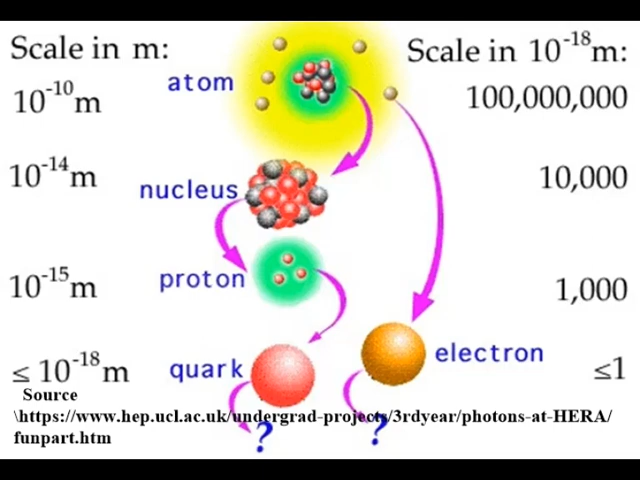 Scale in m:
Scale in 10⁻¹⁸m:
atom
10⁻¹⁰m
100,000,000
10⁻¹⁴m
nucleus
10,000
10⁻¹⁵m
proton
1,000
≤ 10⁻¹⁸m
quark
electron
≤1
Source
\https://www.hep.ucl.ac.uk/undergrad-projects/3rdyear/photons-at-HERA/
funpart.htm
?
?